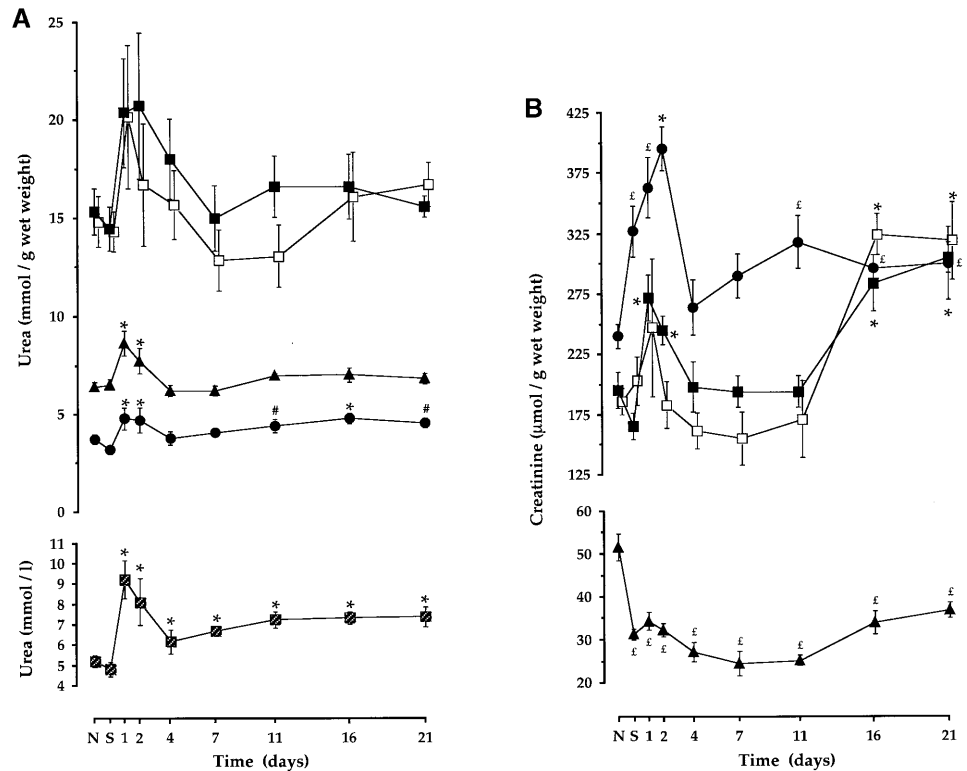 A
25
20
15
10
5
0
Urea (mmol / g wet weight)
* * * * # * #
11
10
9
8
7
6
5
4
Urea (mmol / l)
* * * * * * *
N S 1 2 4 7 11 16 21
Time (days)
B
425
375
325
275
225
175
125
Creatinine (µmol / g wet weight)
£ £ * £ £ £ * * * * * *
60
50
40
30
20
£ £ £ £ £ £ £ £
N S 1 2 4 7 11 16 21
Time (days)